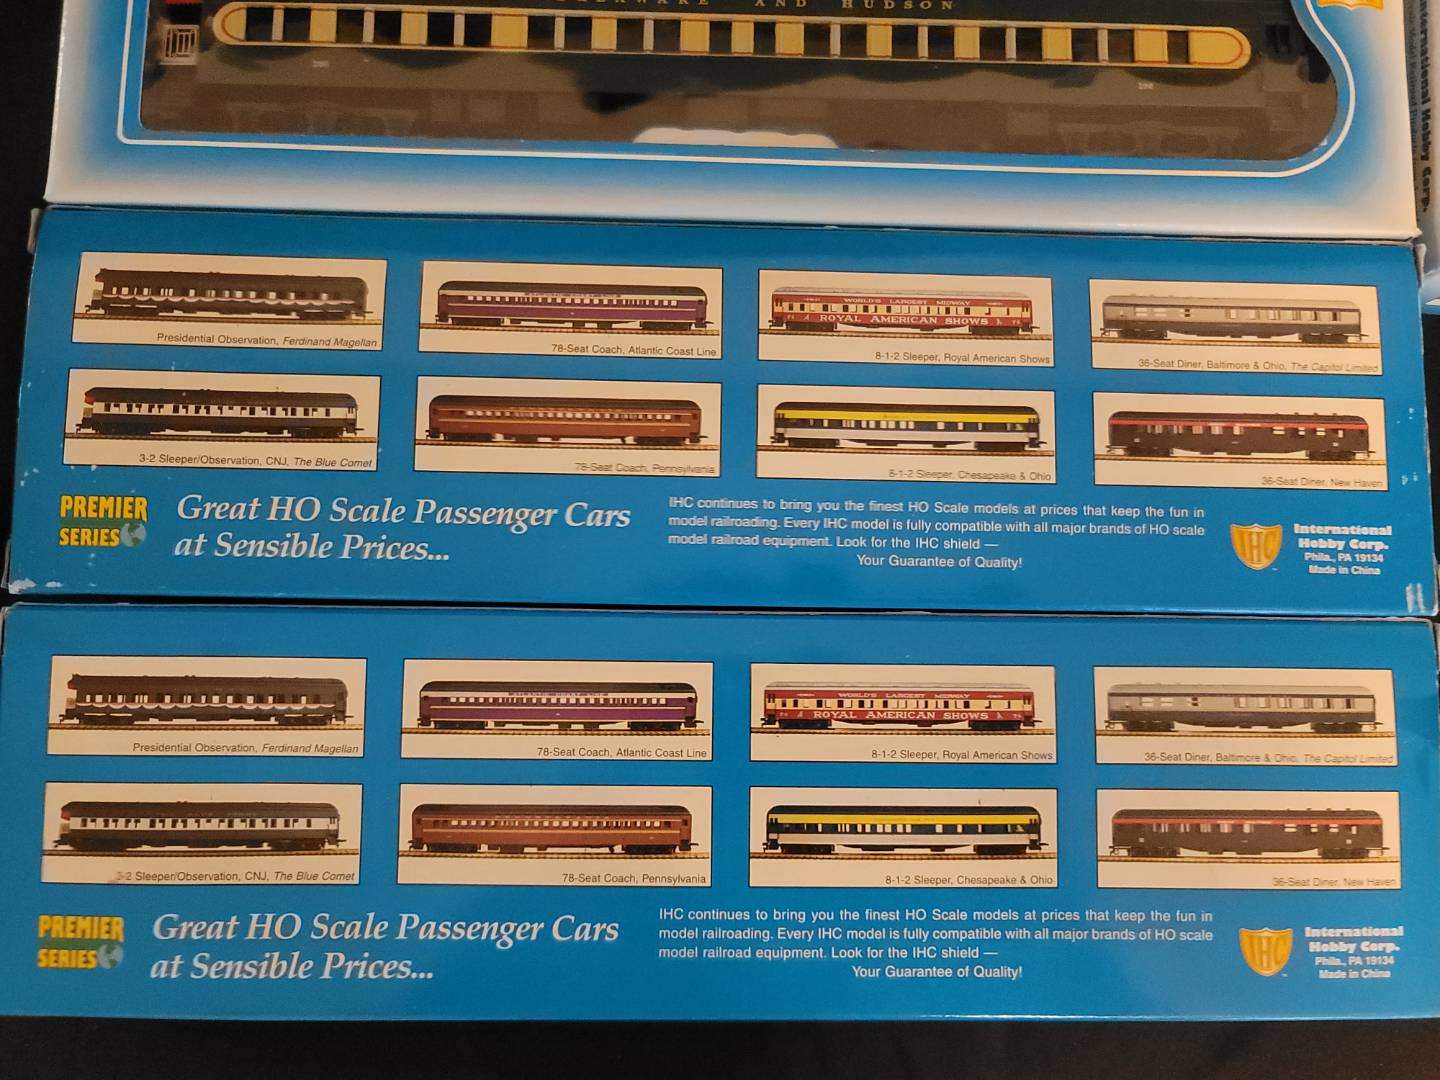 AND HUDSON
190
International Hobby Corp.
Presidential Observation, Ferdinand Magellan
78-Seat Coach, Atlantic Coast Line
WORLD'S LARGEST MIDWAY
ROYAL AMERICAN SHOWS
8-1-2 Sleeper, Royal American Shows
36-Seat Diner, Baltimore & Ohio, The Capitol Limited
3-2 Sleeper/Observation, CNJ, The Blue Comet
78-Seat Coach, Pennsylvania
8-1-2 Sleeper, Chesapeake & Ohio
36-Seat Diner, New Haven
PREMIER
SERIES
Great HO Scale Passenger Cars
at Sensible Prices...
IHC continues to bring you the finest HO Scale models at prices that keep the fun in
model railroading. Every IHC model is fully compatible with all major brands of HO scale
model railroad equipment. Look for the IHC shield —
Your Guarantee of Quality!
IHC
International
Hobby Corp.
Phila., PA 19134
Made in China
Presidential Observation, Ferdinand Magellan
ATLANTIC COAST LINE
78-Seat Coach, Atlantic Coast Line
WORLD'S LARGEST MIDWAY
ROYAL AMERICAN SHOWS
8-1-2 Sleeper, Royal American Shows
36-Seat Diner, Baltimore & Ohio, The Capitol Limited
3-2 Sleeper/Observation, CNJ, The Blue Comet
78-Seat Coach, Pennsylvania
8-1-2 Sleeper, Chesapeake & Ohio
36-Seat Diner, New Haven
PREMIER
SERIES
Great HO Scale Passenger Cars
at Sensible Prices...
IHC continues to bring you the finest HO Scale models at prices that keep the fun in
model railroading. Every IHC model is fully compatible with all major brands of HO scale
model railroad equipment. Look for the IHC shield —
Your Guarantee of Quality!
IHC
International
Hobby Corp.
Phila., PA 19134
Made in China